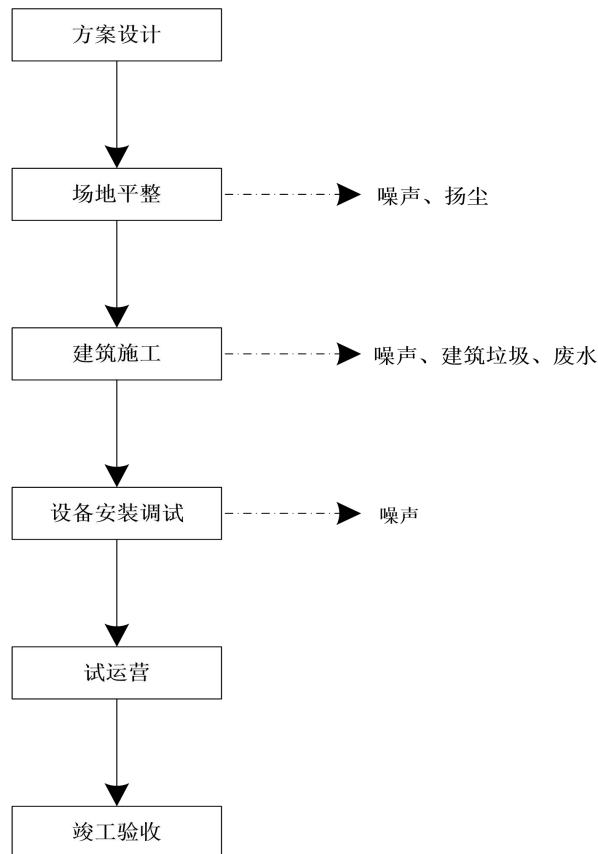 方案设计
场地平整
噪声、扬尘
建筑施工
噪声、建筑垃圾、废水
设备安装调试
噪声
试运营
竣工验收